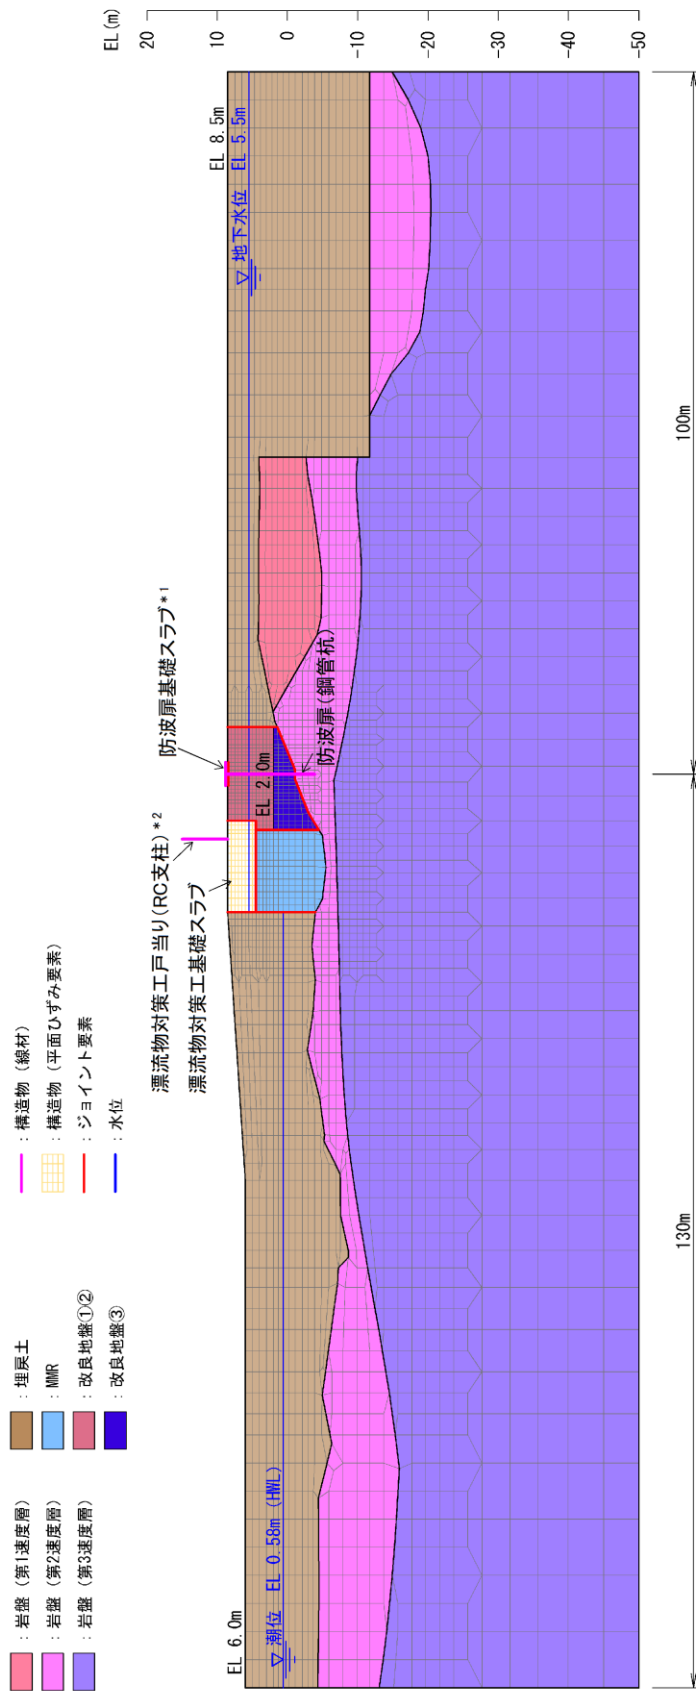 ：岩盤（第1速度層）
：岩盤（第2速度層）
：岩盤（第3速度層）
：埋戻土
：MMR
：改良地盤①②
：改良地盤③
：構造物（線材）
：構造物（平面ひずみ要素）
：ジョイント要素
：水位
漂流物対策工戸当り(RC支柱)*2
漂流物対策工基礎スラブ
防波扉基礎スラブ*1
防波扉(鋼管杭)
EL 2.0m
EL 6.0m
▽潮位 EL 0.58m (HWL)
EL 8.5m
▽地下水位 EL 5.5m
EL(m)
20
10
0
-10
-20
-30
-40
-50
130m
100m